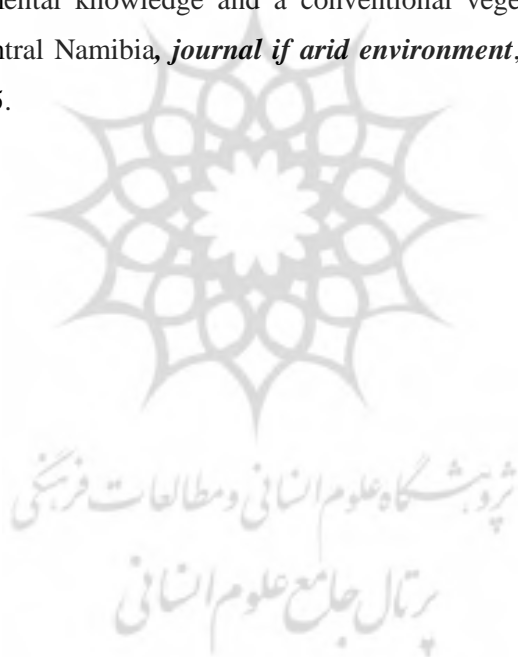 mental knowledge and a conventional vege
ntral Namibia, journal if arid environment,
پژوهشگاه علوم انسانی و مطالعات فرهنگی
پرتال جامع علوم انسانی